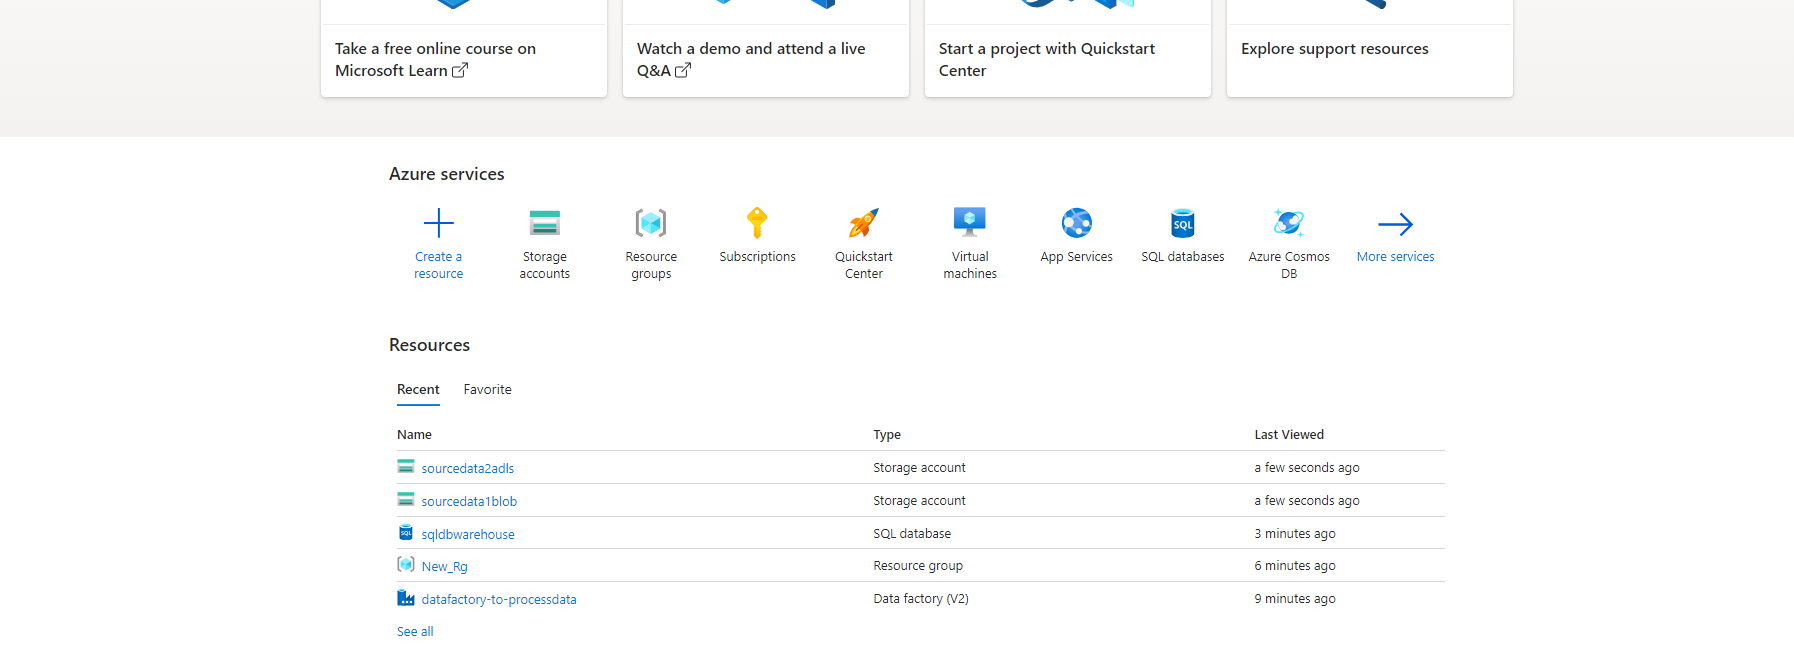 Take a free online course on
Microsoft Learn
Watch a demo and attend a live
Q&A
Start a project with Quickstart
Center
Explore support resources
Azure services
Create a
resource
Storage
accounts
Resource
groups
Subscriptions
Quickstart
Center
Virtual
machines
App Services
SQL
SQL databases
Azure Cosmos
DB
More services
Resources
Recent Favorite
Name Type Last Viewed
sourcedata2adls Storage account a few seconds ago
sourcedata1blob Storage account a few seconds ago
SQL sqldbwarehouse SQL database 3 minutes ago
New_Rg Resource group 6 minutes ago
datafactory-to-processdata Data factory (V2) 9 minutes ago
See all